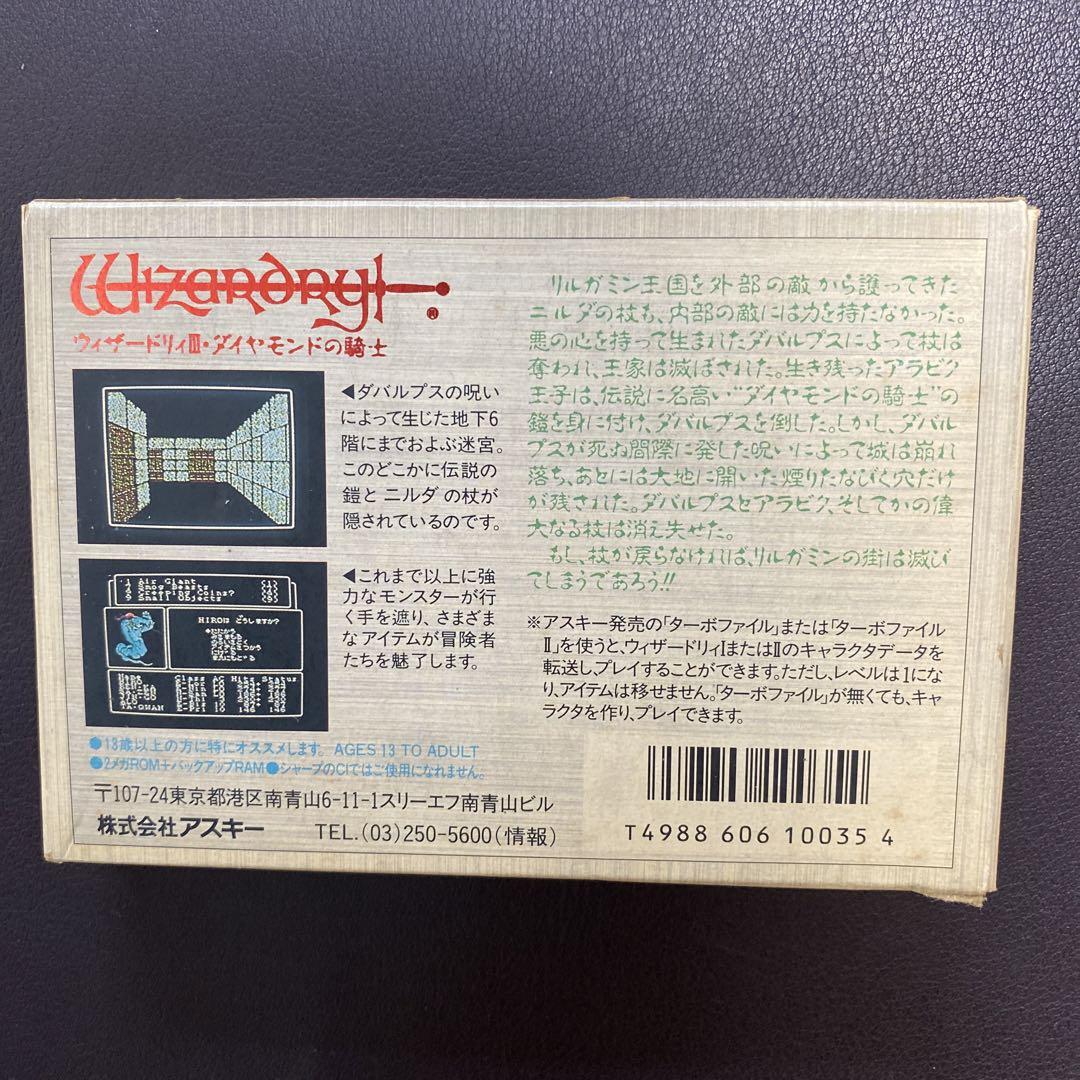 Wizardry®
ウィザードリィⅢ・ダイヤモンドの騎士
◀ダバルプスの呪い
によって生じた地下6
階にまでおよぶ迷宮。
このどこかに伝説の
鎧とニルダの杖が
隠されているのです。
1 Air Giant (1)
Smog Beasts
Creeping Coins?
9 Small Objects (9)
HIROは どうしますか?
Class AC Hits Status
◀これまで以上に強
力なモンスターが行
く手を遮り、さまざま
なアイテムが冒険者
たちを魅了します。
●13歳以上の方に特にオススメします。AGES 13 TO ADULT
●2メガROM+バックアップRAM●シャープのC1ではご使用になれません。
〒107-24東京都港区南青山6-11-1スリーエフ南青山ビル
株式会社アスキー TEL.(03)250-5600(情報)
リルガミン王国を外部の敵から護ってきた
ニルダの杖も、内部の敵には力を持たなかった。
悪の心を持って生まれたダバルプスによって杖は
奪われ、王家は滅ぼされた。生き残ったアラビク
王子は、伝説に名高い“ダイヤモンドの騎士”の
鎧を身に付け、ダバルプスを倒した。しかし、ダバル
プスが死ぬ間際に発した呪いによって城は崩れ
落ち、あとには大地に開いた煙りたなびく穴だけ
が残された。ダバルプスとアラビク、そしてかの偉
大なる杖は消え失せた。
もし、杖が戻らなければ、リルガミンの街は滅び
てしまうであろう!!
※アスキー発売の「ターボファイル」または「ターボファイル
Ⅱ」を使うと、ウィザードリィⅠまたはⅡのキャラクタデータを
転送し、プレイすることができます。ただし、レベルは1にな
り、アイテムは移せません。「ターボファイル」が無くても、キャ
ラクタを作り、プレイできます。
T4988 606 10035 4